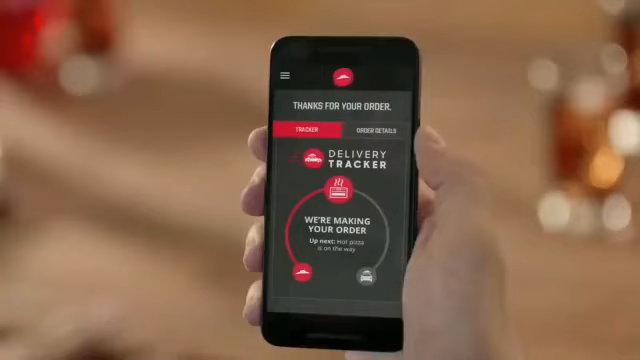 THANKS FOR YOUR ORDER.
TRACKER ORDER DETAILS
DELIVERY
TRACKER
WE'RE MAKING
YOUR ORDER
Up next: Hot pizza
is on the way